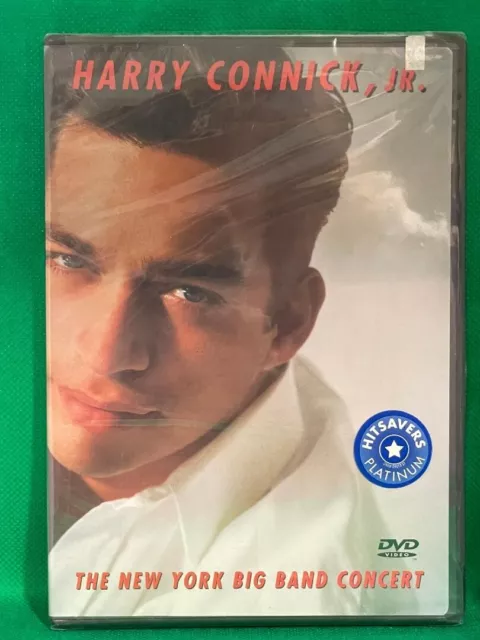 HARRY CONNICK, JR.
HITSAVERS
PLATINUM
DVD
VIDEO
THE NEW YORK BIG BAND CONCERT